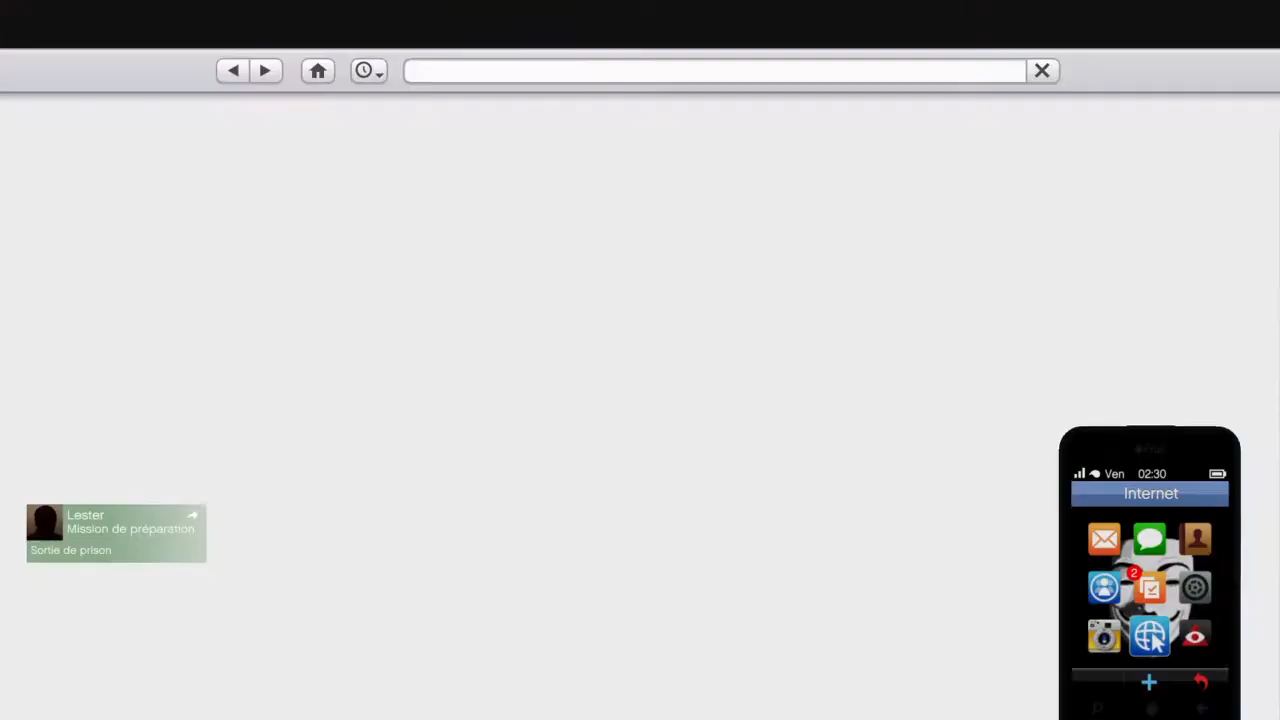 Ven 02:30
Internet
Lester
Mission de préparation
2
Sortie de prison